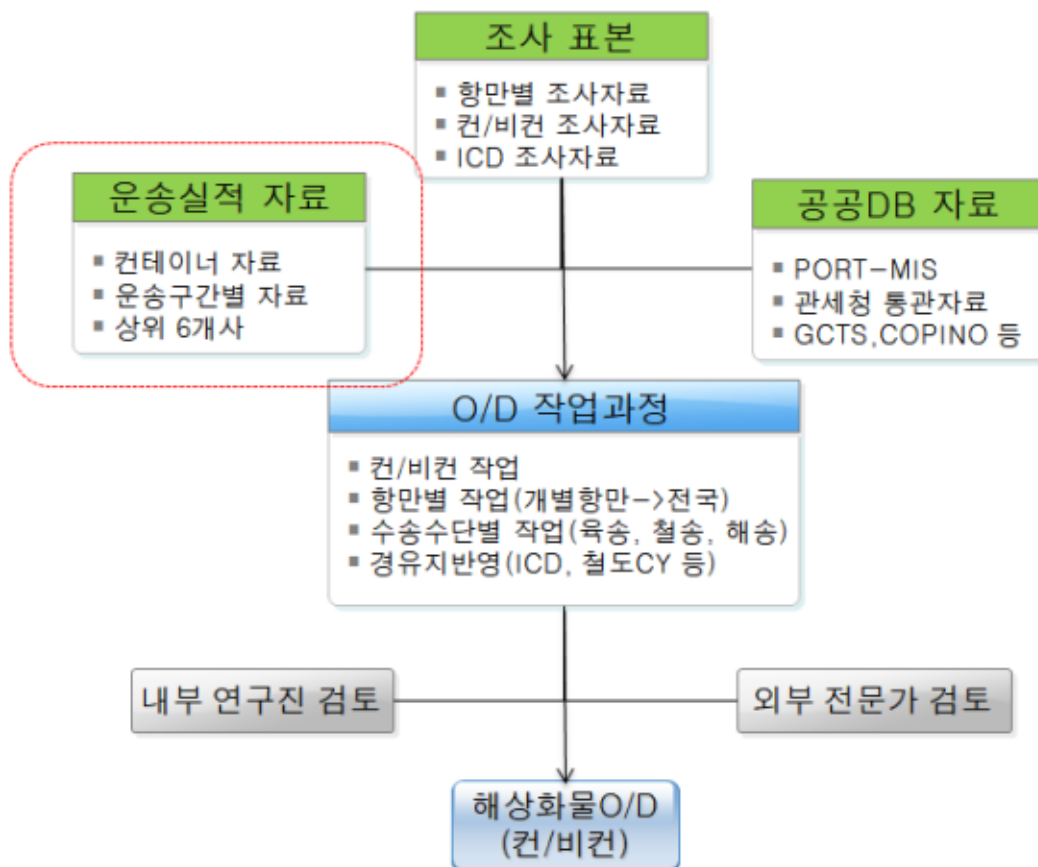 조사 표본
▪ 항만별 조사자료
▪ 컨/비컨 조사자료
▪ ICD 조사자료
운송실적 자료
▪ 컨테이너 자료
▪ 운송구간별 자료
▪ 상위 6개사
공공DB 자료
▪ PORT-MIS
▪ 관세청 통관자료
▪ GCTS,COPINO 등
O/D 작업과정
▪ 컨/비컨 작업
▪ 항만별 작업(개별항만->전국)
▪ 수송수단별 작업(육송, 철송, 해송)
▪ 경유지반영(ICD, 철도CY 등)
내부 연구진 검토
외부 전문가 검토
해상화물O/D
(컨/비컨)